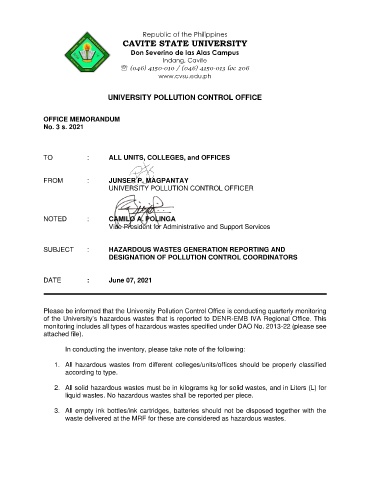 Republic of the Philippines
CAVITE STATE UNIVERSITY
Don Severino de las Alas Campus
Indang, Cavite
☏ (046) 4150-010 / (046) 4150-013 loc 206
www.cvsu.edu.ph
UNIVERSITY POLLUTION CONTROL OFFICE
OFFICE MEMORANDUM
No. 3 s. 2021
TO : ALL UNITS, COLLEGES, and OFFICES
FROM : JUNSER P. MAGPANTAY
UNIVERSITY POLLUTION CONTROL OFFICER
NOTED : CAMILO A. POLINGA
Vice President for Administrative and Support Services
SUBJECT : HAZARDOUS WASTES GENERATION REPORTING AND
DESIGNATION OF POLLUTION CONTROL COORDINATORS
DATE : June 07, 2021
Please be informed that the University Pollution Control Office is conducting quarterly monitoring
of the University's hazardous wastes that is reported to DENR-EMB IVA Regional Office. This
monitoring includes all types of hazardous wastes specified under DAO No. 2013-22 (please see
attached file).
In conducting the inventory, please take note of the following:
1. All hazardous wastes from different colleges/units/offices should be properly classified
according to type.
2. All solid hazardous wastes must be in kilograms kg for solid wastes, and in Liters (L) for
liquid wastes. No hazardous wastes shall be reported per piece.
3. All empty ink bottles/ink cartridges, batteries should not be disposed together with the
waste delivered at the MRF for these are considered as hazardous wastes.